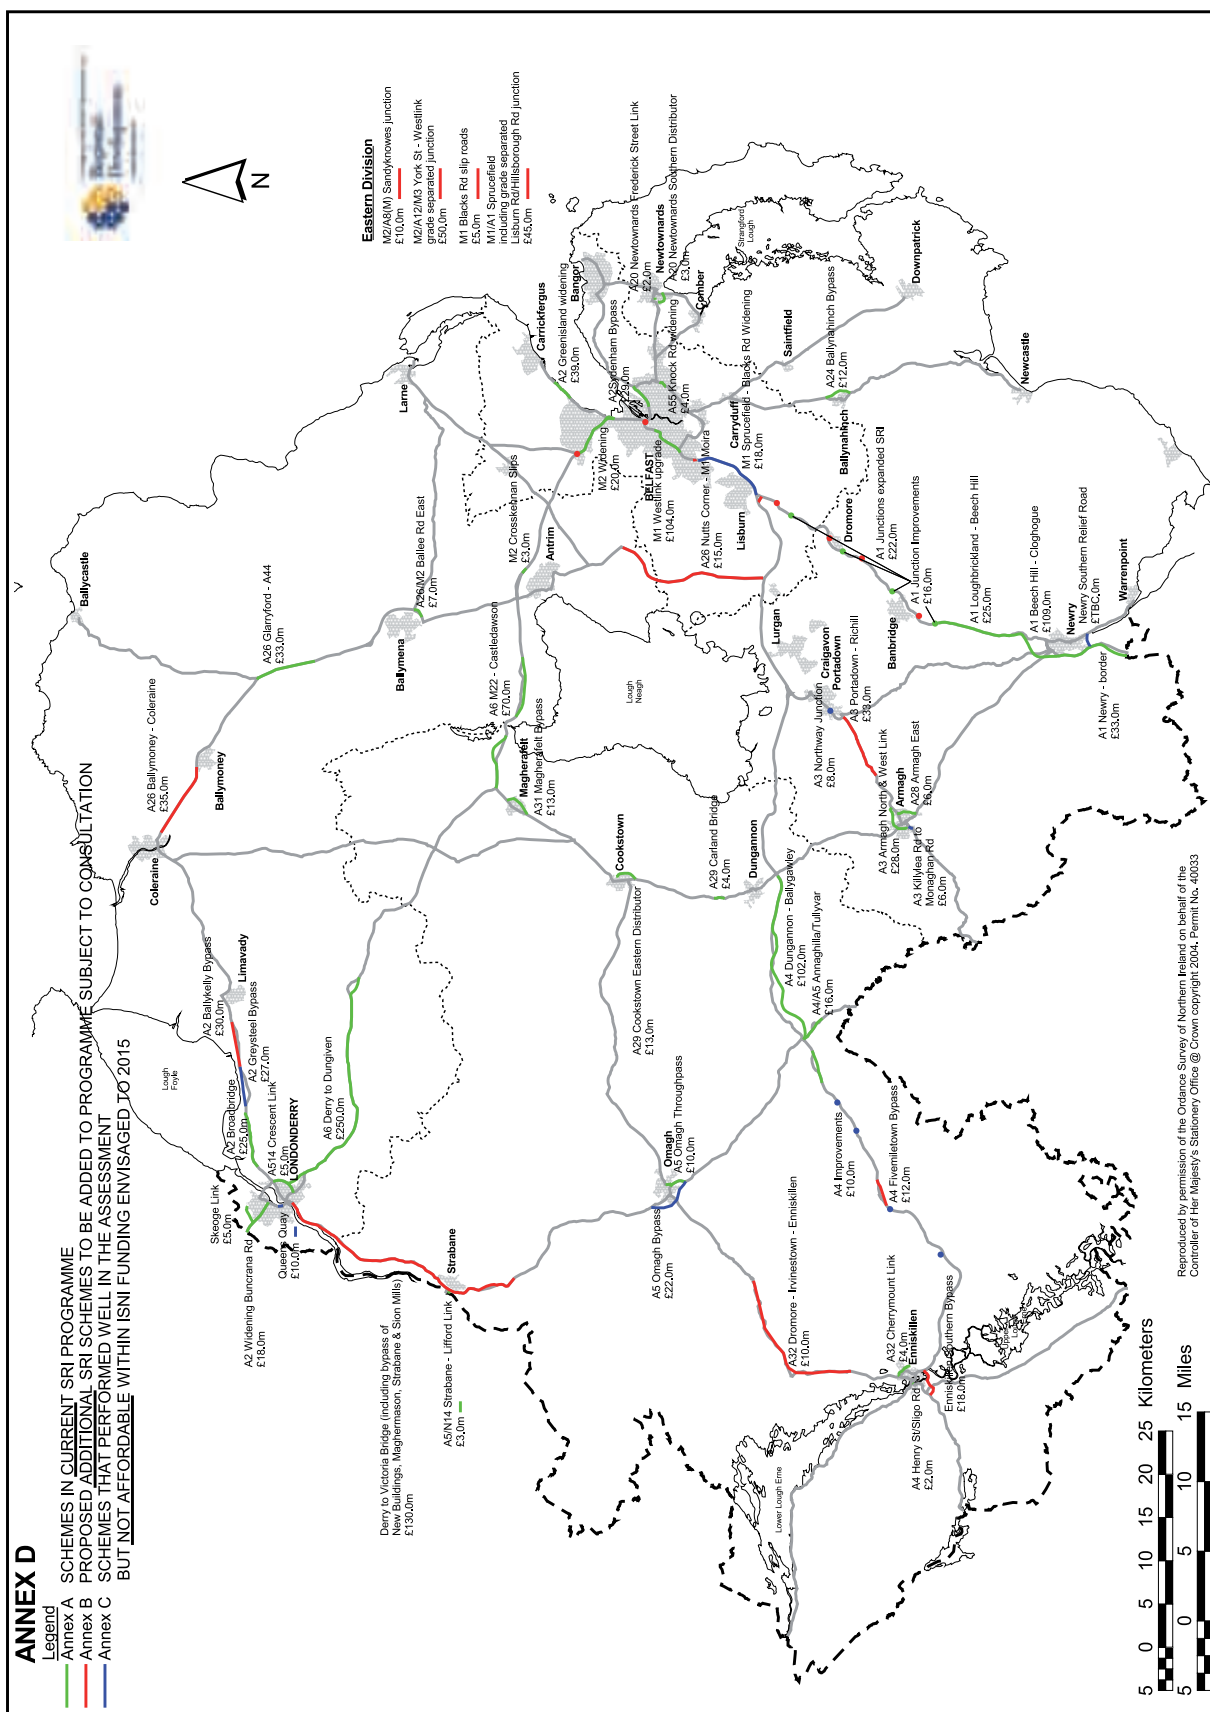 ANNEX D
Legend
Annex A SCHEMES IN CURRENT SRI PROGRAMME
Annex B PROPOSED ADDITIONAL SRI SCHEMES TO BE ADDED TO PROGRAMME SUBJECT TO CONSULTATION
Annex C SCHEMES THAT PERFORMED WELL IN THE ASSESSMENT
BUT NOT AFFORDABLE WITHIN ISNI FUNDING ENVISAGED TO 2015
Regional
Development
N
Eastern Division
M2/A8(M) Sandyknowes junction
£10.0m
M2/A12/M3 York St - Westlink
grade separated junction
£50.0m
M1 Blacks Rd slip roads
£5.0m
M1/A1 Sprucefield
including grade separated
Lisburn Rd/Hillsborough Rd junction
£45.0m
Ballycastle
A26 Glarryford - A44
£33.0m
A26 Ballymoney - Coleraine
£35.0m
Ballymoney
Coleraine
Larne
Carrickfergus
A2 Greenisland widening
£39.0m
Bangor
A20 Newtownards Frederick Street Link
£2.0m
Newtownards
A20 Newtownards Southern Distributor
£3.0m
Comber
Strangford
Lough
Downpatrick
A2 Sydenham Bypass
£29.0m
A55 Knock Rd widening
£4.0m
Saintfield
A24 Ballynahinch Bypass
£12.0m
Newcastle
A26/M2 Ballee Rd East
£7.0m
Ballymena
M2 Crosskennan Slips
£3.0m
Antrim
M2 Widening
£20.0m
BELFAST
M1 Westlink upgrade
£104.0m
Carryduff
M1 Sprucefield - Blacks Rd Widening
£18.0m
Ballynahinch
A26 Nutts Corner - M1 Moira
£15.0m
Lisburn
Dromore
A1 Junctions expanded SRI
£22.0m
A1 Junction Improvements
£16.0m
A1 Loughbrickland - Beech Hill
£25.0m
A1 Beech Hill - Cloghogue
£109.0m
Newry
Newry Southern Relief Road
£TBC.0m
Warrenpoint
Banbridge
Lurgan
Craigavon
Portadown
A3 Portadown - Richill
£33.0m
A3 Northway Junction
£8.0m
A1 Newry - border
£33.0m
A6 M22 - Castledawson
£70.0m
Magherafelt
A31 Magherafelt Bypass
£13.0m
Lough
Neagh
Cookstown
A29 Carland Bridge
£4.0m
Dungannon
A3 Armagh North & West Link
£28.0m
Armagh
A28 Armagh East
£6.0m
A3 Killylea Rd to
Monaghan Rd
£6.0m
A29 Cookstown Eastern Distributor
£13.0m
A4 Dungannon - Ballygawley
£102.0m
A4/A5 Annaghilla/Tullyvar
£16.0m
A2 Ballykelly Bypass
£30.0m
Limavady
A2 Greysteel Bypass
£27.0m
Lough
Foyle
A2 Broadbridge
£25.0m
A514 Crescent Link
£5.0m
LONDONDERRY
A6 Derry to Dungiven
£250.0m
Skeoge Link
£5.0m
Queens Quay
£10.0m
A2 Widening Buncrana Rd
£18.0m
Strabane
Derry to Victoria Bridge (including bypass of
New Buildings, Maghermason, Strabane & Sion Mills)
£130.0m
A5/N14 Strabane - Lifford Link
£3.0m
Omagh
A5 Omagh Throughpass
£10.0m
A5 Omagh Bypass
£22.0m
A4 Improvements
£10.0m
A4 Fivemiletown Bypass
£12.0m
A32 Dromore - Irvinestown - Enniskillen
£10.0m
A32 Cherrymount Link
£4.0m
Enniskillen
Enniskillen Southern Bypass
£18.0m
A4 Henry St/Sligo Rd
£2.0m
Lower Lough Erne
Upper
Lough
Erne
Reproduced by permission of the Ordance Survey of Northern Ireland on behalf of the
Controller of Her Majesty's Stationery Office @ Crown copyright 2004. Permit No. 40033
5 0 5 10 15 20 25 Kilometers
5 0 5 10 15 Miles